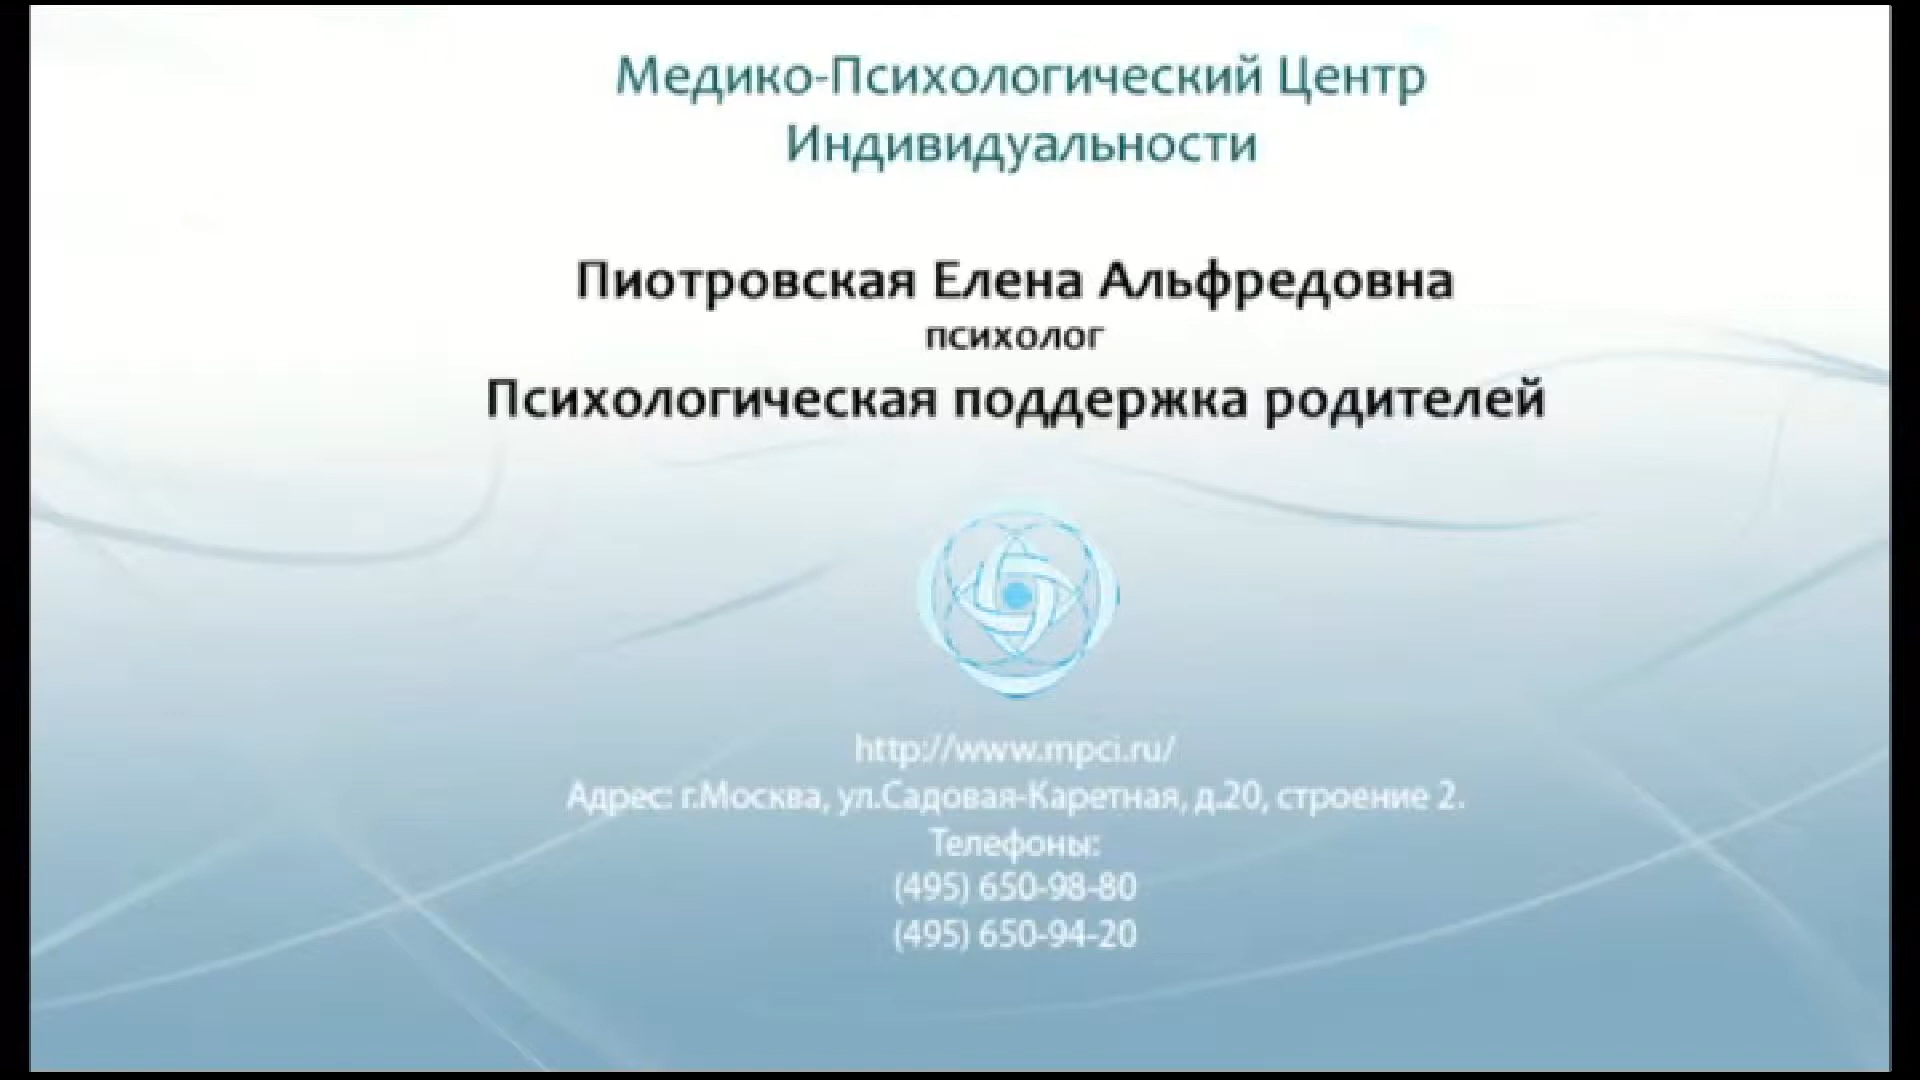 Медико-Психологический Центр
Индивидуальности
Пиотровская Елена Альфредовна
психолог
Психологическая поддержка родителей
http://www.mpci.ru/
Адрес: г.Москва, ул.Садовая-Каретная, д.20, строение 2.
Телефоны:
(495) 650-98-80
(495) 650-94-20